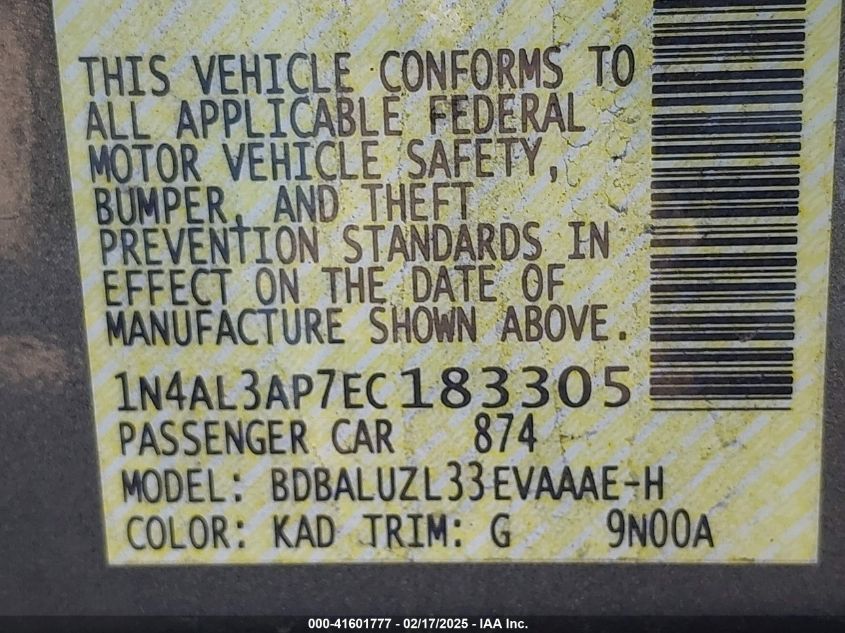 THIS VEHICLE CONFORMS TO
ALL APPLICABLE FEDERAL
MOTOR VEHICLE SAFETY,
BUMPER, AND THEFT
PREVENTION STANDARDS IN
EFFECT ON THE DATE OF
MANUFACTURE SHOWN ABOVE.
1N4AL3AP7EC183305
PASSENGER CAR 874
MODEL: BDBALUZL33EVAAAE-H
COLOR: KAD TRIM: G 9N00A
000-41601777 - 02/17/2025 - IAA Inc.